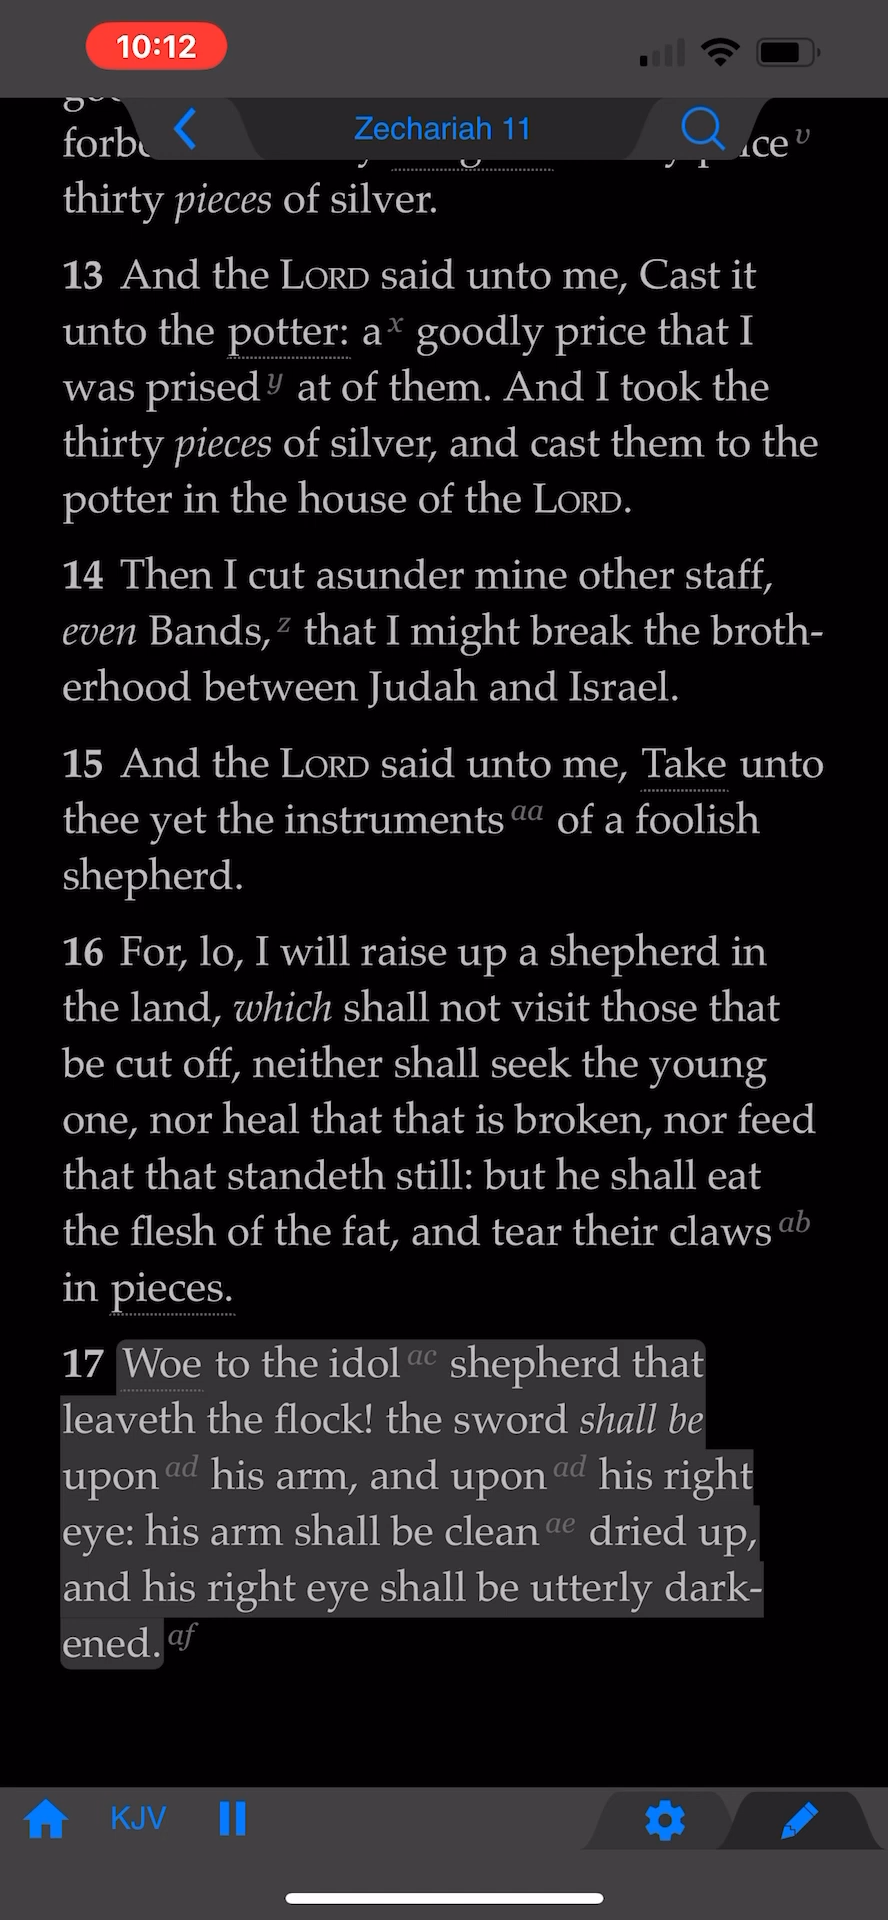 10:12
Zechariah 11
thirty pieces of silver.
13 And the LORD said unto me, Cast it
unto the potter: a x goodly price that I
was prised y at of them. And I took the
thirty pieces of silver, and cast them to the
potter in the house of the LORD.
14 Then I cut asunder mine other staff,
even Bands, z that I might break the broth-
erhood between Judah and Israel.
15 And the LORD said unto me, Take unto
thee yet the instruments aa of a foolish
shepherd.
16 For, lo, I will raise up a shepherd in
the land, which shall not visit those that
be cut off, neither shall seek the young
one, nor heal that that is broken, nor feed
that that standeth still: but he shall eat
the flesh of the fat, and tear their claws ab
in pieces.
17 Woe to the idol ac shepherd that
leaveth the flock! the sword shall be
upon ad his arm, and upon ad his right
eye: his arm shall be clean ae dried up,
and his right eye shall be utterly dark-
ened. af
KJV